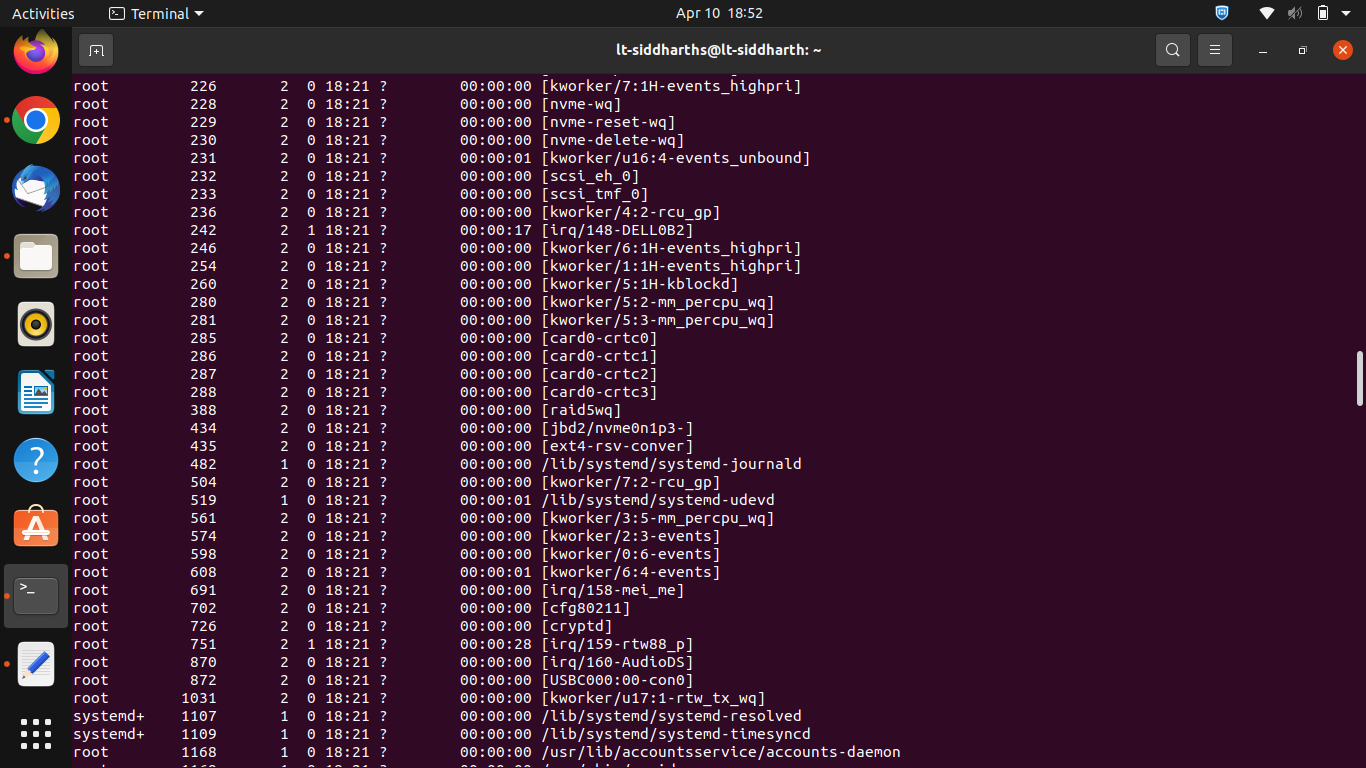 Activities Terminal Apr 10 18:52
lt-siddharths@lt-siddharth: ~
root 226 2 0 18:21 ? 00:00:00 [kworker/7:1H-events_highpri]
root 228 2 0 18:21 ? 00:00:00 [nvme-wq]
root 229 2 0 18:21 ? 00:00:00 [nvme-reset-wq]
root 230 2 0 18:21 ? 00:00:00 [nvme-delete-wq]
root 231 2 0 18:21 ? 00:00:01 [kworker/u16:4-events_unbound]
root 232 2 0 18:21 ? 00:00:00 [scsi_eh_0]
root 233 2 0 18:21 ? 00:00:00 [scsi_tmf_0]
root 236 2 0 18:21 ? 00:00:00 [kworker/4:2-rcu_gp]
root 242 2 1 18:21 ? 00:00:17 [irq/148-DELL0B2]
root 246 2 0 18:21 ? 00:00:00 [kworker/6:1H-events_highpri]
root 254 2 0 18:21 ? 00:00:00 [kworker/1:1H-events_highpri]
root 260 2 0 18:21 ? 00:00:00 [kworker/5:1H-kblockd]
root 280 2 0 18:21 ? 00:00:00 [kworker/5:2-mm_percpu_wq]
root 281 2 0 18:21 ? 00:00:00 [kworker/5:3-mm_percpu_wq]
root 285 2 0 18:21 ? 00:00:00 [card0-crtc0]
root 286 2 0 18:21 ? 00:00:00 [card0-crtc1]
root 287 2 0 18:21 ? 00:00:00 [card0-crtc2]
root 288 2 0 18:21 ? 00:00:00 [card0-crtc3]
root 388 2 0 18:21 ? 00:00:00 [raid5wq]
root 434 2 0 18:21 ? 00:00:00 [jbd2/nvme0n1p3-]
root 435 2 0 18:21 ? 00:00:00 [ext4-rsv-conver]
root 482 1 0 18:21 ? 00:00:00 /lib/systemd/systemd-journald
root 504 2 0 18:21 ? 00:00:00 [kworker/7:2-rcu_gp]
root 519 1 0 18:21 ? 00:00:01 /lib/systemd/systemd-udevd
root 561 2 0 18:21 ? 00:00:00 [kworker/3:5-mm_percpu_wq]
root 574 2 0 18:21 ? 00:00:00 [kworker/2:3-events]
root 598 2 0 18:21 ? 00:00:00 [kworker/0:6-events]
root 608 2 0 18:21 ? 00:00:01 [kworker/6:4-events]
root 691 2 0 18:21 ? 00:00:00 [irq/158-mei_me]
root 702 2 0 18:21 ? 00:00:00 [cfg80211]
root 726 2 0 18:21 ? 00:00:00 [cryptd]
root 751 2 1 18:21 ? 00:00:28 [irq/159-rtw88_p]
root 870 2 0 18:21 ? 00:00:00 [irq/160-AudioDS]
root 872 2 0 18:21 ? 00:00:00 [USBC000:00-con0]
root 1031 2 0 18:21 ? 00:00:00 [kworker/u17:1-rtw_tx_wq]
systemd+ 1107 1 0 18:21 ? 00:00:00 /lib/systemd/systemd-resolved
systemd+ 1109 1 0 18:21 ? 00:00:00 /lib/systemd/systemd-timesyncd
root 1168 1 0 18:21 ? 00:00:00 /usr/lib/accountsservice/accounts-daemon